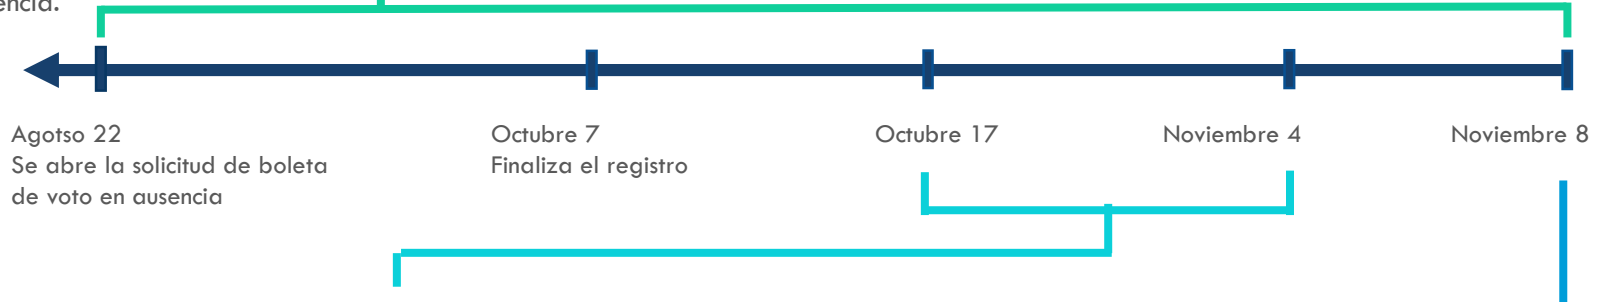 encia.
Agotso 22
Se abre la solicitud de boleta
de voto en ausencia
Octubre 7
Finaliza el registro
Octubre 17
Noviembre 4
Noviembre 8